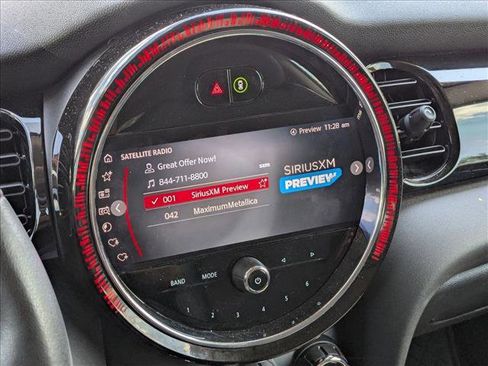 Preview 11:28 am
SATELLITE RADIO
Great Offer Now!
844-711-8800
001 SiriusXM Preview
042 MaximumMetallica
SIRIUSXM
PREVIEW
BAND MODE
1 2 3 4 5 6